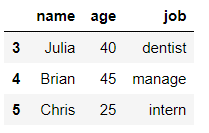 name age job
3 Julia 40 dentist
4 Brian 45 manage
5 Chris 25 intern